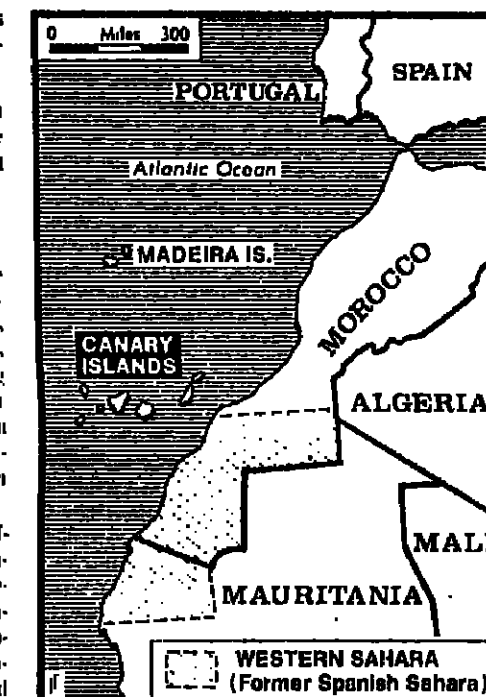 0 Miles 300
SPAIN
PORTUGAL
Atlantic Ocean
MADEIRA IS.
MOROCCO
CANARY
ISLANDS
ALGERIA
MALI
MAURITANIA
WESTERN SAHARA
(Former Spanish Sahara)